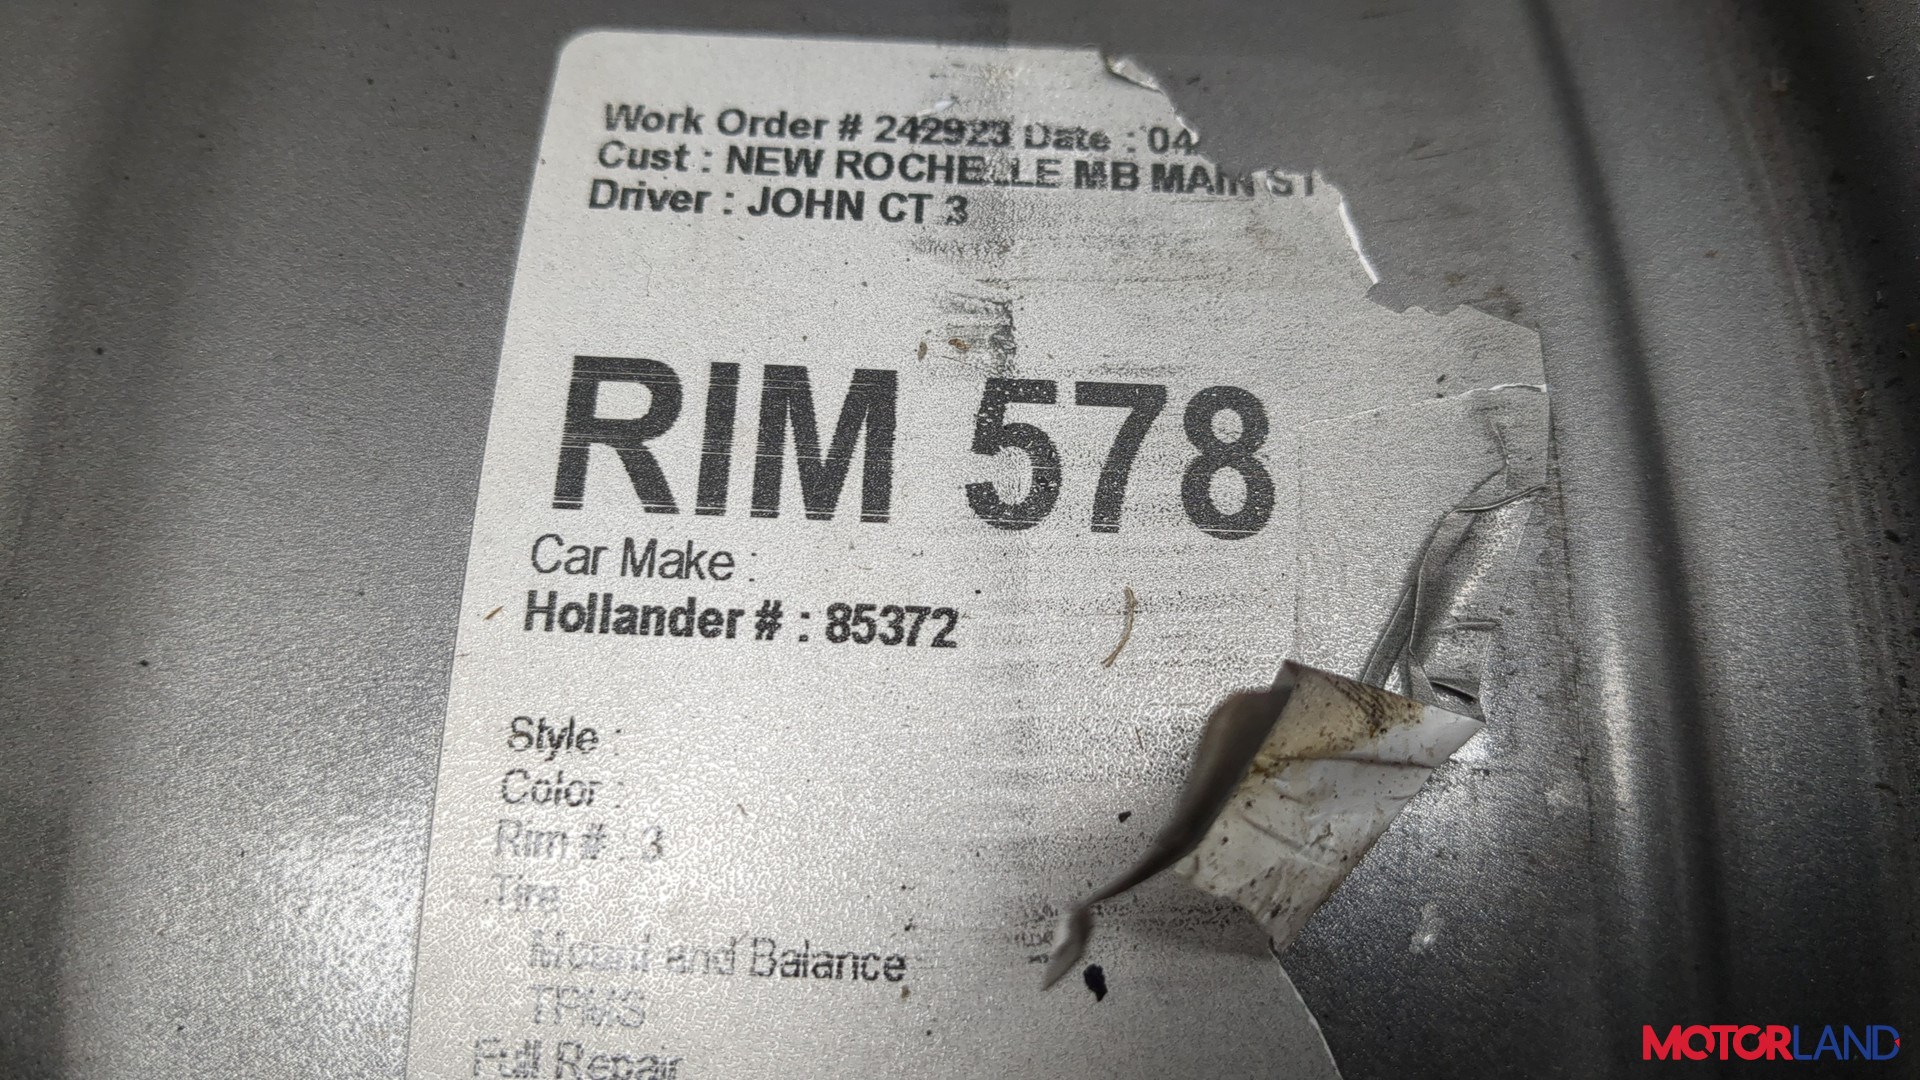 Work Order # 242923 Date : 04
Cust : NEW ROCHELLE MB MAIN ST
Driver : JOHN CT 3
RIM 578
Car Make :
Hollander # : 85372
Style :
Color :
Rim # : 3
Tire
Mount and Balance
TPMS
Full Repair
MOTORLAND